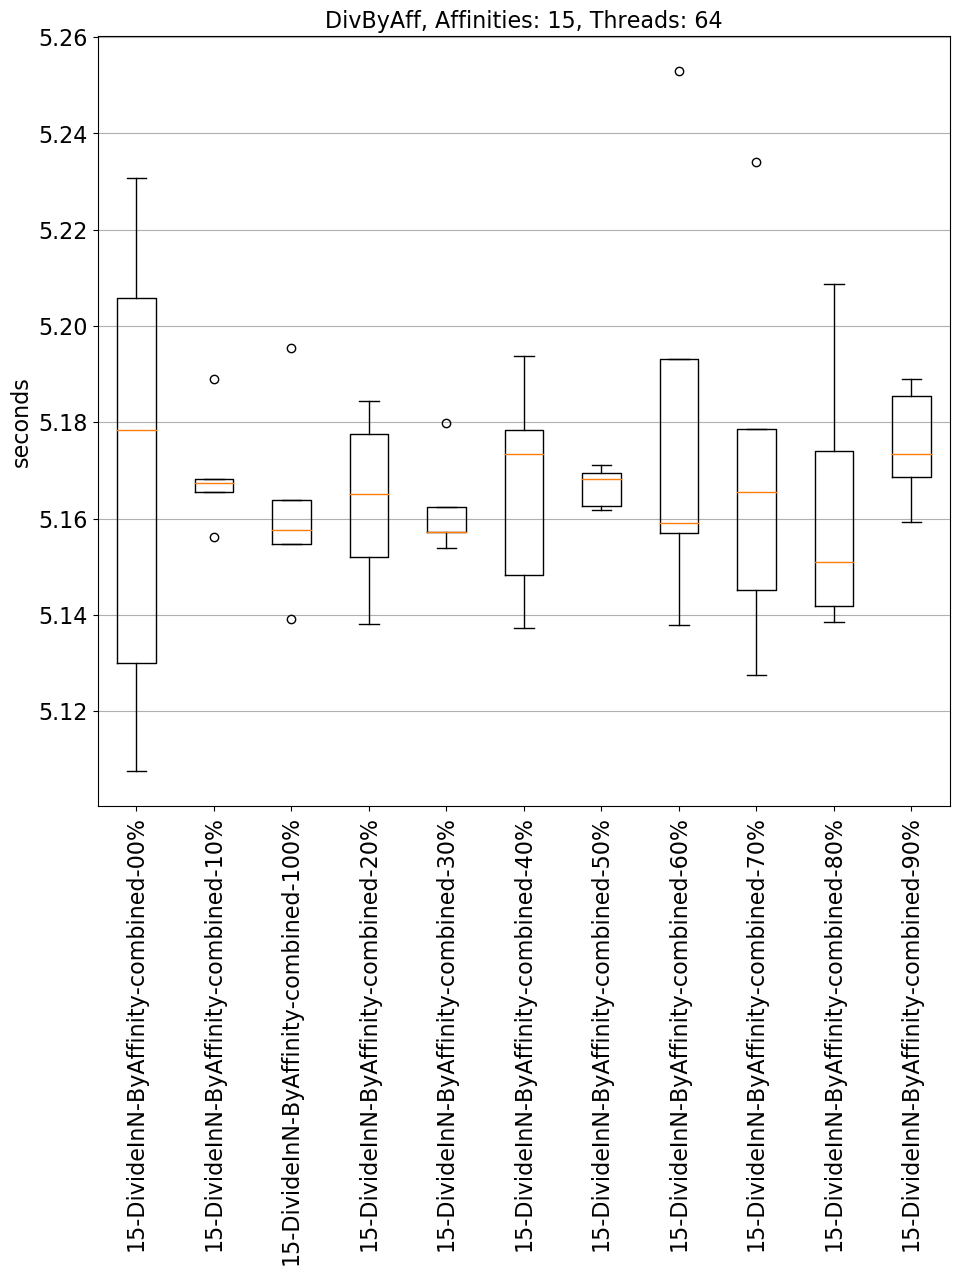 DivByAff, Affinities: 15, Threads: 64
5.26
5.24
5.22
5.20
5.18
5.16
5.14
5.12
seconds
15-DivideInN-ByAffinity-combined-00%
15-DivideInN-ByAffinity-combined-10%
15-DivideInN-ByAffinity-combined-100%
15-DivideInN-ByAffinity-combined-20%
15-DivideInN-ByAffinity-combined-30%
15-DivideInN-ByAffinity-combined-40%
15-DivideInN-ByAffinity-combined-50%
15-DivideInN-ByAffinity-combined-60%
15-DivideInN-ByAffinity-combined-70%
15-DivideInN-ByAffinity-combined-80%
15-DivideInN-ByAffinity-combined-90%